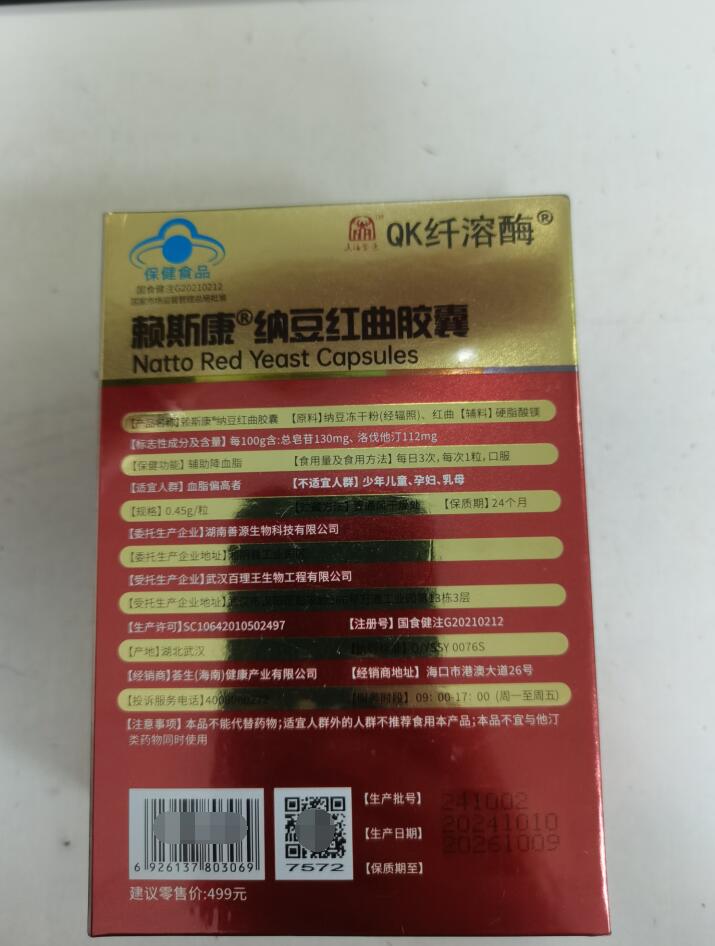 QK纤溶酶®
保健食品
国食健注G20210212
国家市场监督管理总局批准
赖斯康®纳豆红曲胶囊
Natto Red Yeast Capsules
【产品名称】赖斯康®纳豆红曲胶囊 【原料】纳豆冻干粉(经辐照)、红曲 【辅料】硬脂酸镁
【标志性成分及含量】每100g含:总皂苷130mg、洛伐他汀112mg
【保健功能】辅助降血脂 【食用量及食用方法】每日3次,每次1粒,口服
【适宜人群】血脂偏高者 【不适宜人群】少年儿童、孕妇、乳母
【规格】0.45g/粒 【贮藏方法】置通风干燥处 【保质期】24个月
【委托生产企业】湖南善源生物科技有限公司
【委托生产企业地址】
【受托生产企业】武汉百理王生物工程有限公司
【受托生产企业地址】
【生产许可】SC10642010502497 【注册号】国食健注G20210212
【产地】湖北武汉 0076S
【经销商】荟生(海南)健康产业有限公司 【经销商地址】海口市港澳大道26号
【投诉服务电话】 【服务时段】09:00-17:00 (周一至周五)
【注意事项】本品不能代替药物;适宜人群外的人群不推荐食用本产品;本品不宜与他汀
类药物同时使用
【生产批号】 241002
【生产日期】 20241010
【保质期至】 20261009
6 926137 803069
7572
建议零售价:499元